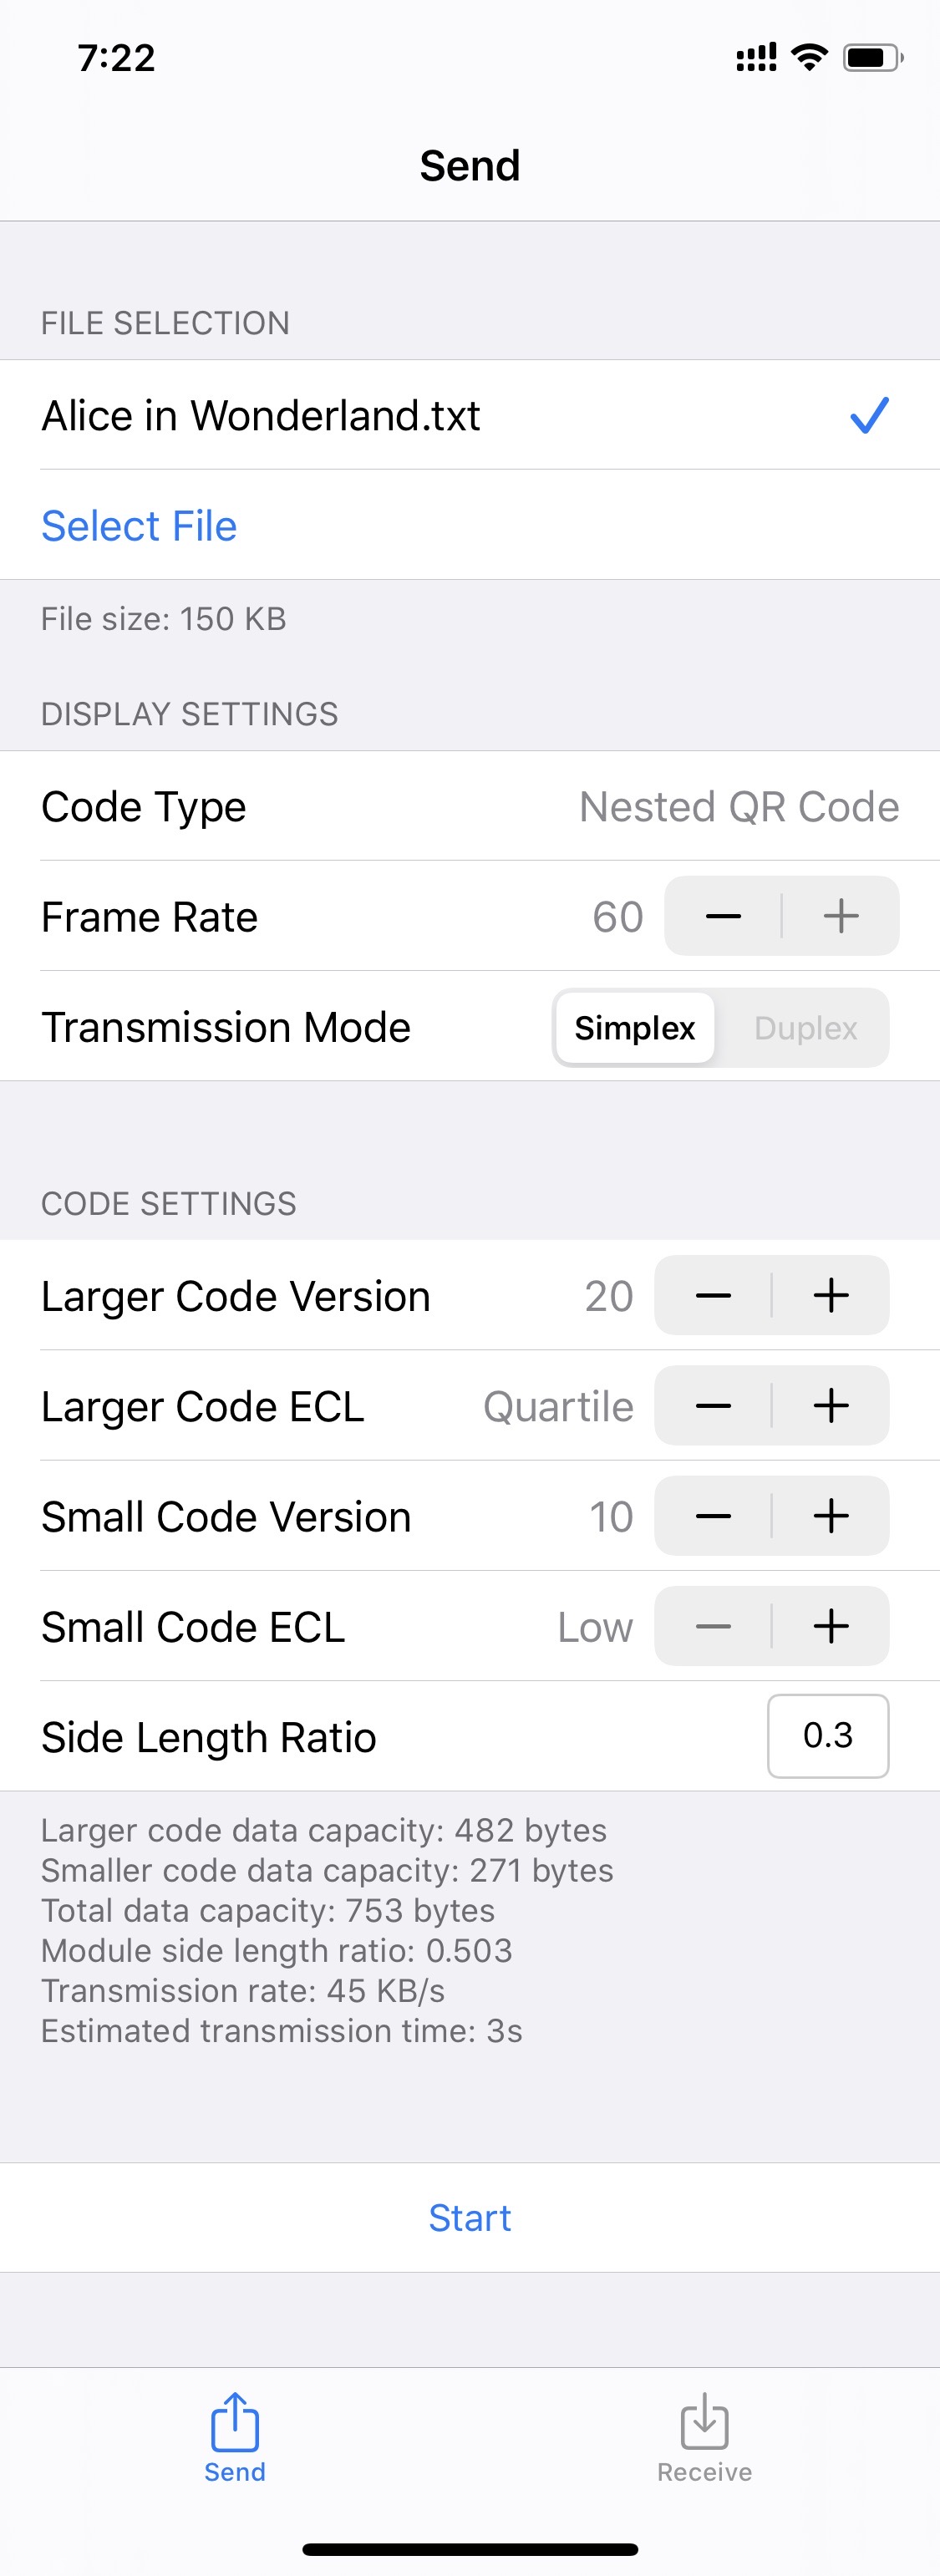 7:22
Send
FILE SELECTION
Alice in Wonderland.txt
Select File
File size: 150 KB
DISPLAY SETTINGS
Code Type Nested QR Code
Frame Rate 60
Transmission Mode Simplex Duplex
CODE SETTINGS
Larger Code Version 20
Larger Code ECL Quartile
Small Code Version 10
Small Code ECL Low
Side Length Ratio 0.3
Larger code data capacity: 482 bytes
Smaller code data capacity: 271 bytes
Total data capacity: 753 bytes
Module side length ratio: 0.503
Transmission rate: 45 KB/s
Estimated transmission time: 3s
Start
Send Receive